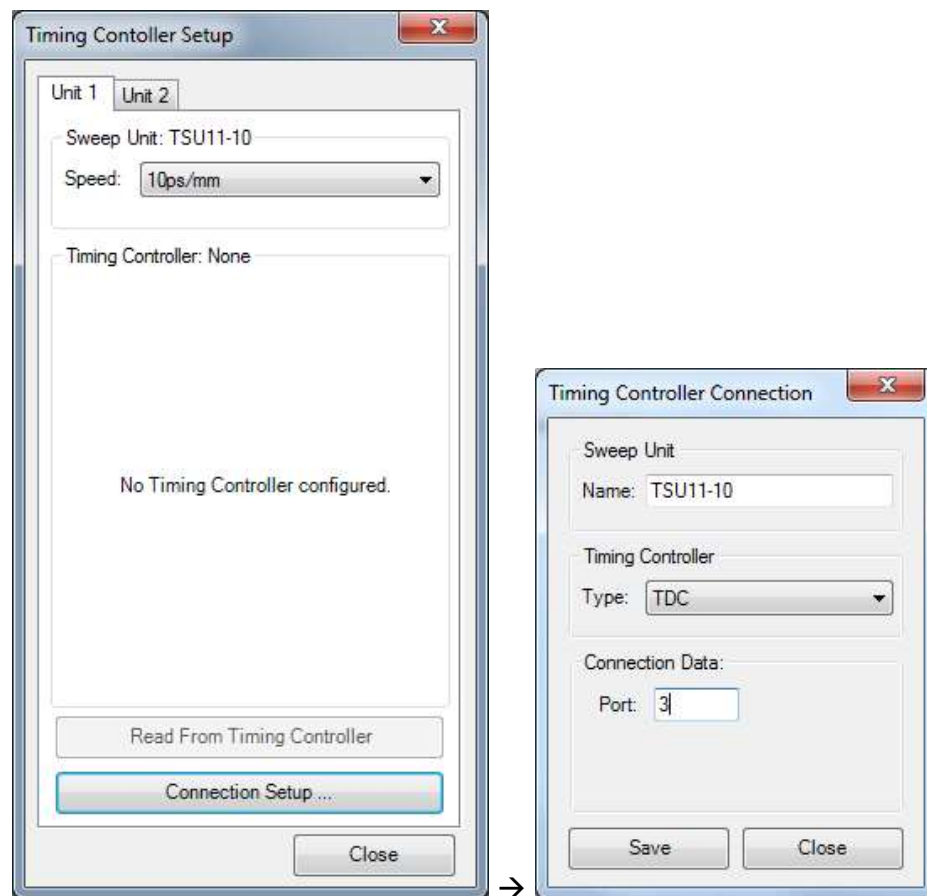 Timing Contoller Setup
Unit 1 Unit 2
Sweep Unit: TSU11-10
Speed: 10ps/mm
Timing Controller: None
No Timing Controller configured.
Read From Timing Controller
Connection Setup ...
Close
→
Timing Controller Connection
Sweep Unit
Name: TSU11-10
Timing Controller
Type: TDC
Connection Data:
Port: 3
Save Close